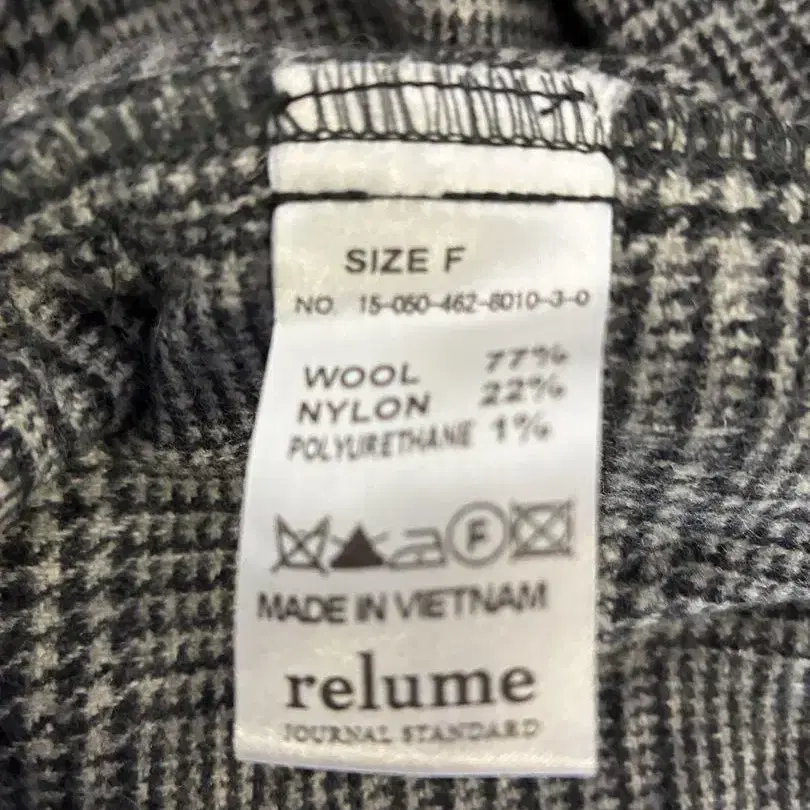 SIZE F
NO. 15-050-462-6010-3-0
WOOL 77%
NYLON 22%
POLYURETHANE 1%
F
MADE IN VIETNAM
relume
JOURNAL STANDARD